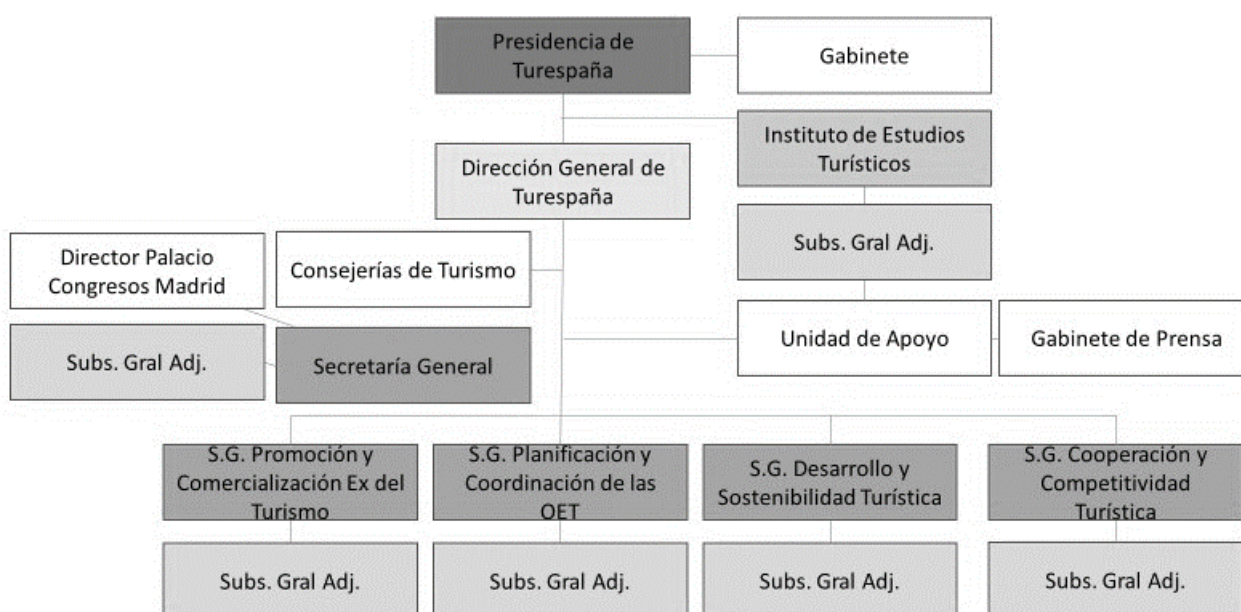 Presidencia de
Turespaña
Gabinete
Instituto de Estudios
Turísticos
Dirección General de
Turespaña
Subs. Gral Adj.
Director Palacio
Congresos Madrid
Consejerías de Turismo
Unidad de Apoyo
Gabinete de Prensa
Subs. Gral Adj.
Secretaría General
S.G. Promoción y
Comercialización Ex del
Turismo
S.G. Planificación y
Coordinación de las
OET
S.G. Desarrollo y
Sostenibilidad Turística
S.G. Cooperación y
Competitividad
Turística
Subs. Gral Adj.
Subs. Gral Adj.
Subs. Gral Adj.
Subs. Gral Adj.